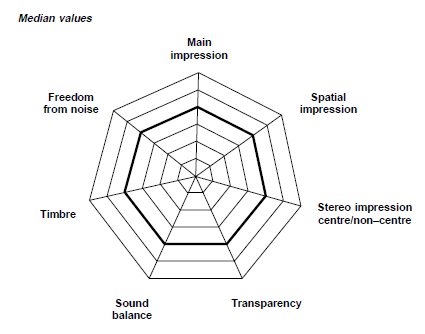 Median values
Main
impression
Freedom
from noise
Spatial
impression
Timbre
Stereo impression
centre/non–centre
Sound
balance
Transparency